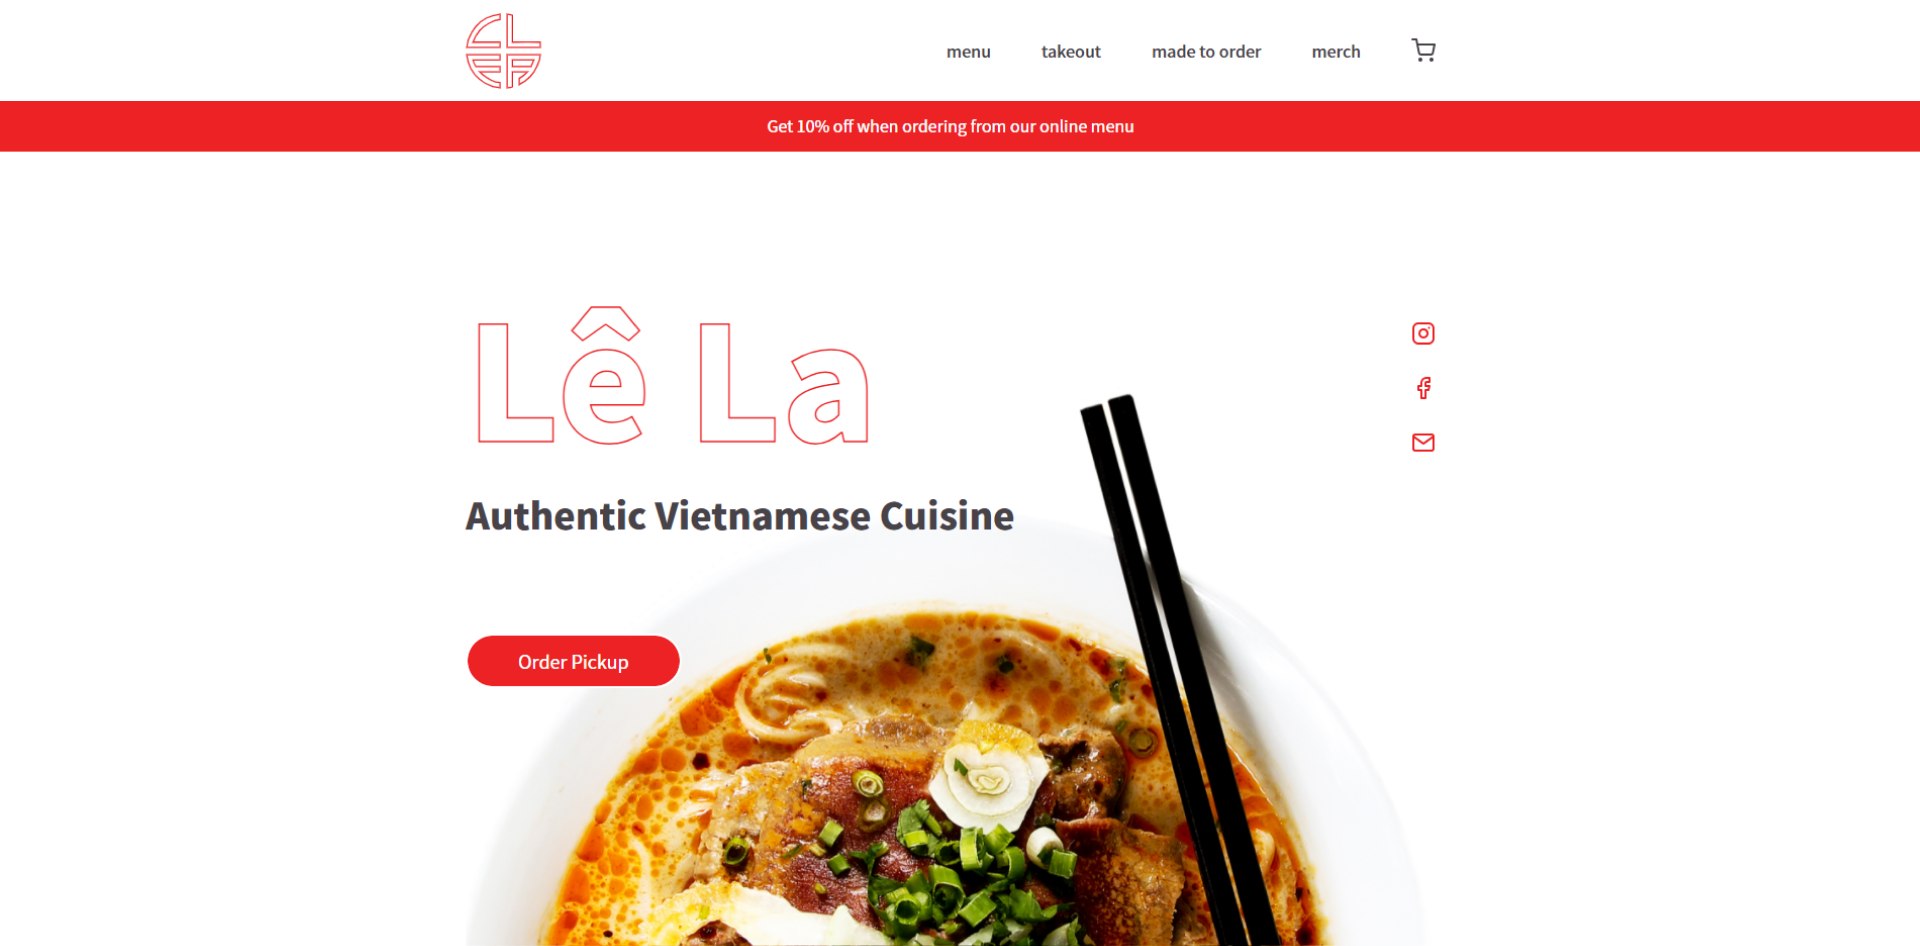 menu takeout made to order merch
Get 10% off when ordering from our online menu
Lê La
Authentic Vietnamese Cuisine
Order Pickup